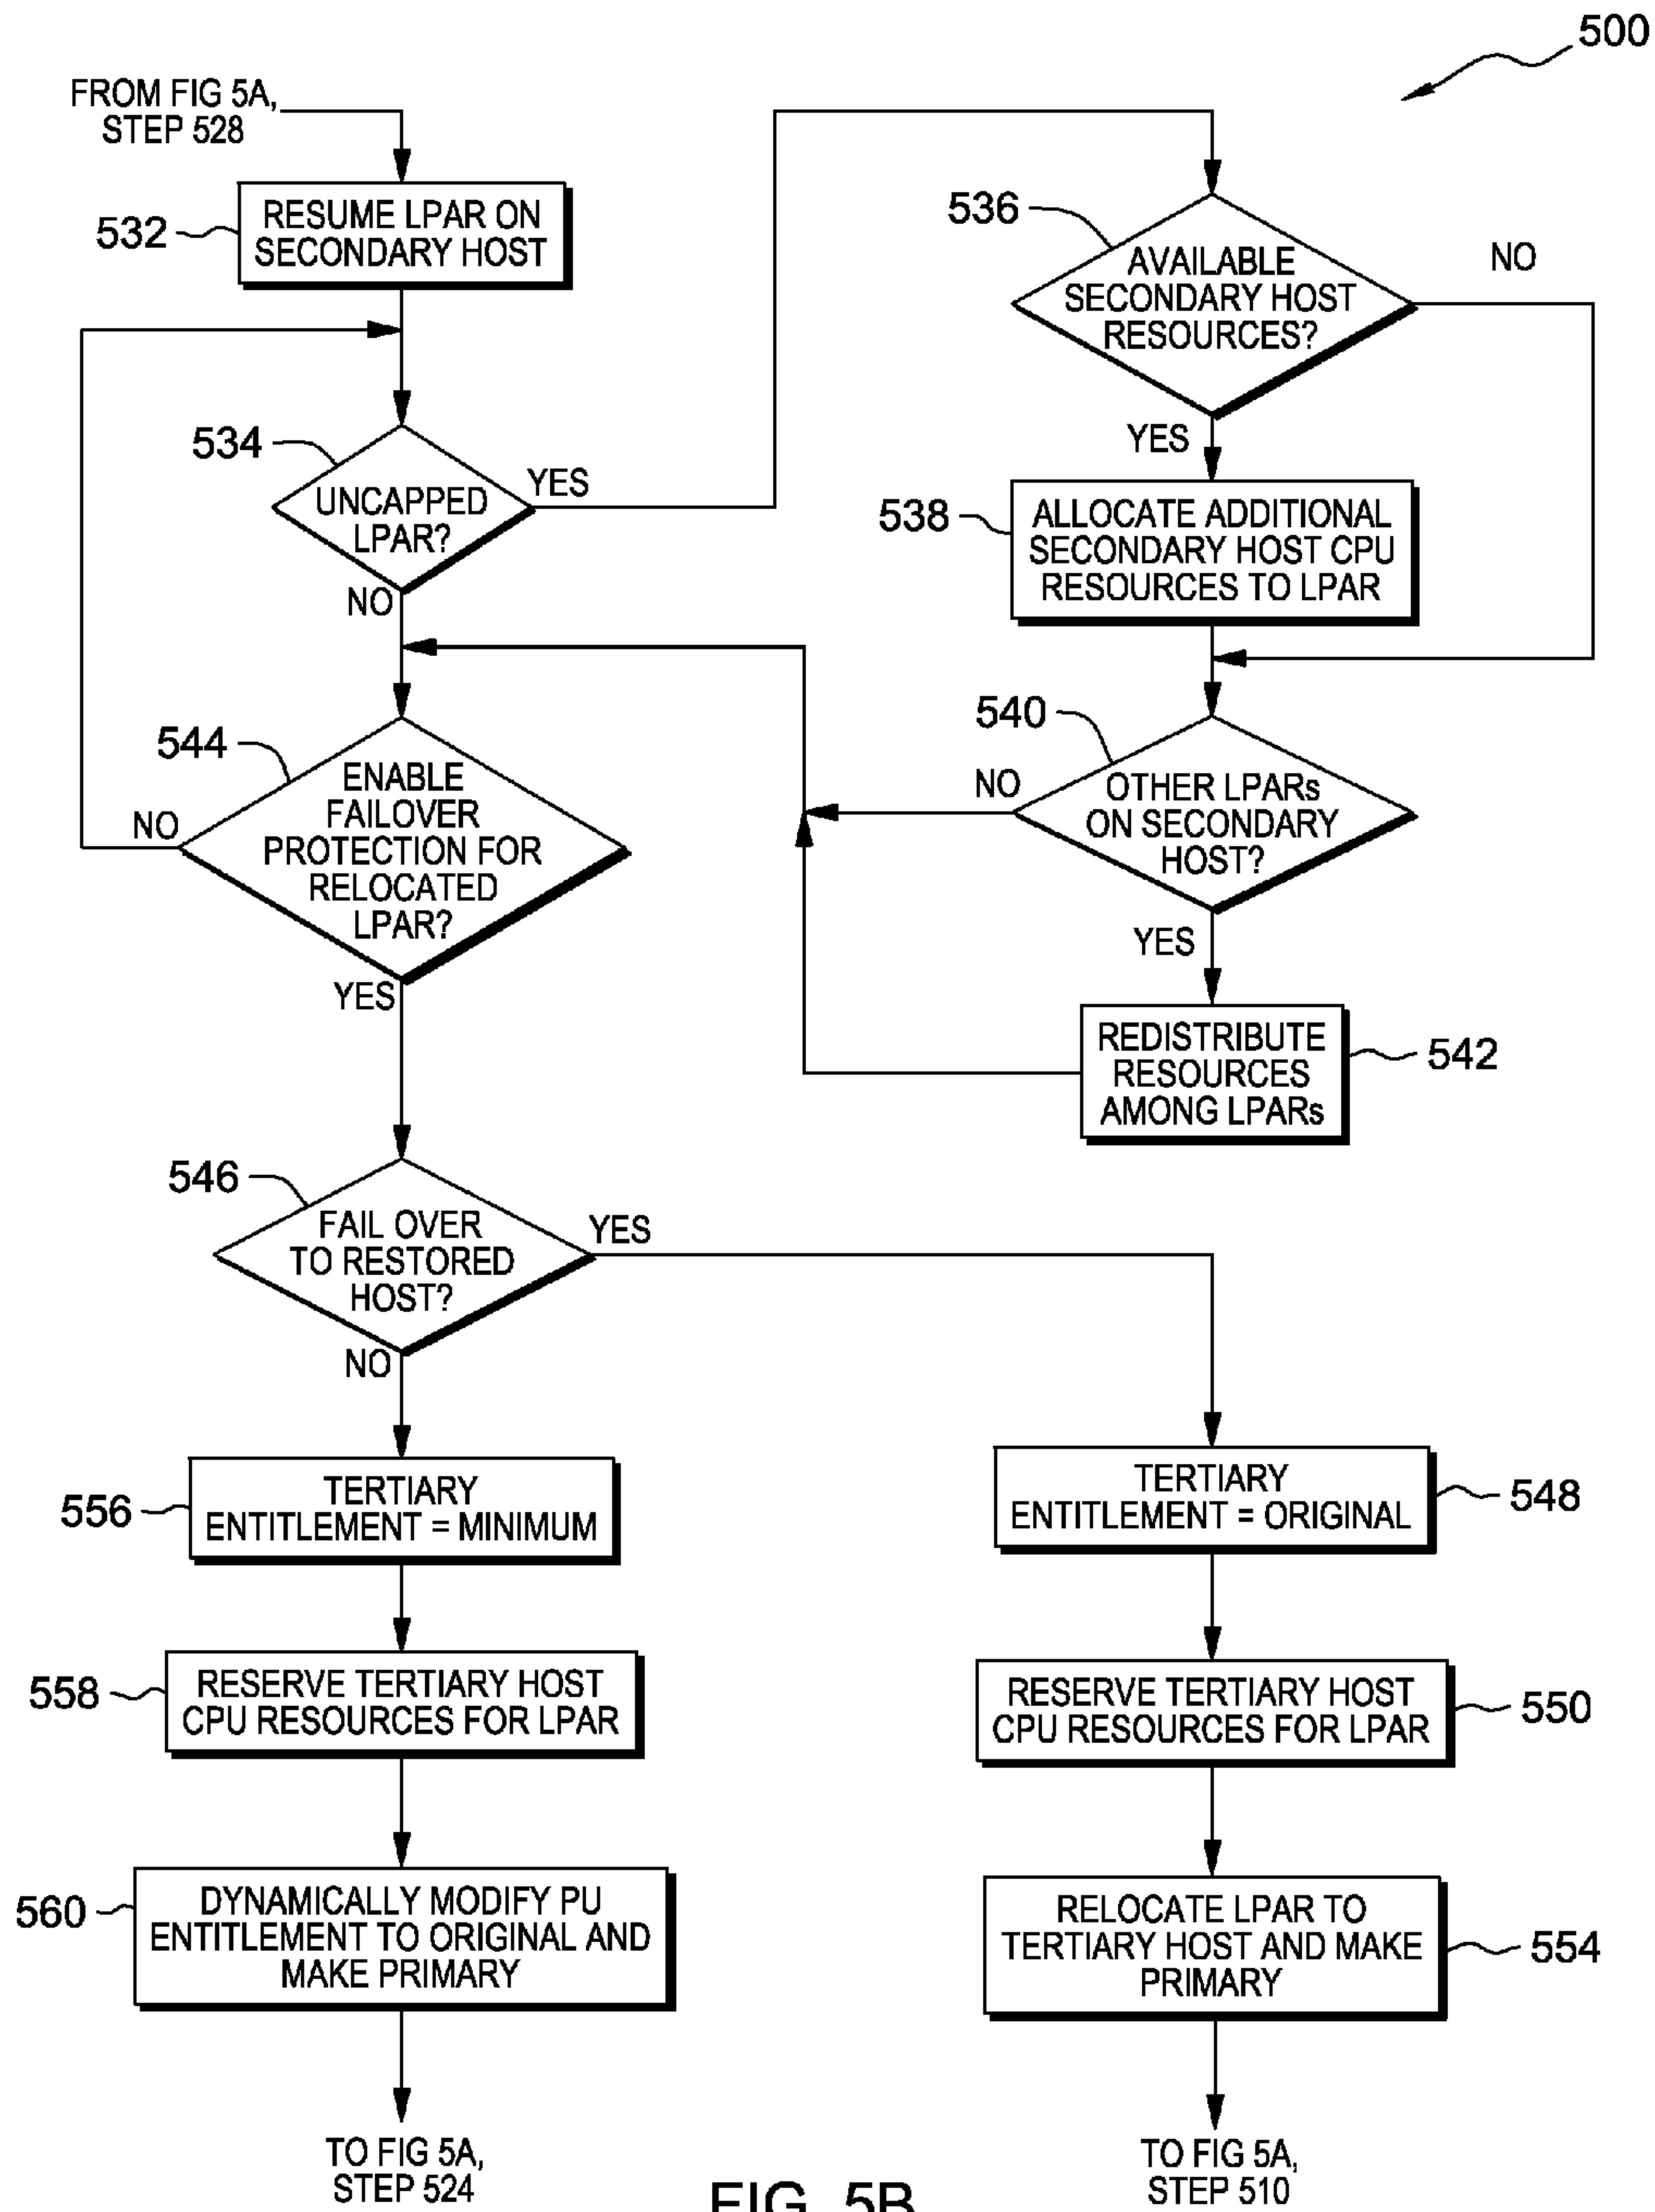 500
FROM FIG 5A,
STEP 528
532
RESUME LPAR ON
SECONDARY HOST
534
UNCAPPED
LPAR?
YES
NO
536
AVAILABLE
SECONDARY HOST
RESOURCES?
NO
YES
538
ALLOCATE ADDITIONAL
SECONDARY HOST CPU
RESOURCES TO LPAR
540
OTHER LPARs
ON SECONDARY
HOST?
NO
YES
542
REDISTRIBUTE
RESOURCES
AMONG LPARs
544
ENABLE
FAILOVER
PROTECTION FOR
RELOCATED
LPAR?
NO
YES
546
FAIL OVER
TO RESTORED
HOST?
YES
NO
556
TERTIARY
ENTITLEMENT = MINIMUM
558
RESERVE TERTIARY HOST
CPU RESOURCES FOR LPAR
560
DYNAMICALLY MODIFY PU
ENTITLEMENT TO ORIGINAL AND
MAKE PRIMARY
TO FIG 5A,
STEP 524
548
TERTIARY
ENTITLEMENT = ORIGINAL
550
RESERVE TERTIARY HOST
CPU RESOURCES FOR LPAR
554
RELOCATE LPAR TO
TERTIARY HOST AND MAKE
PRIMARY
TO FIG 5A,
STEP 510
FIG. 5B